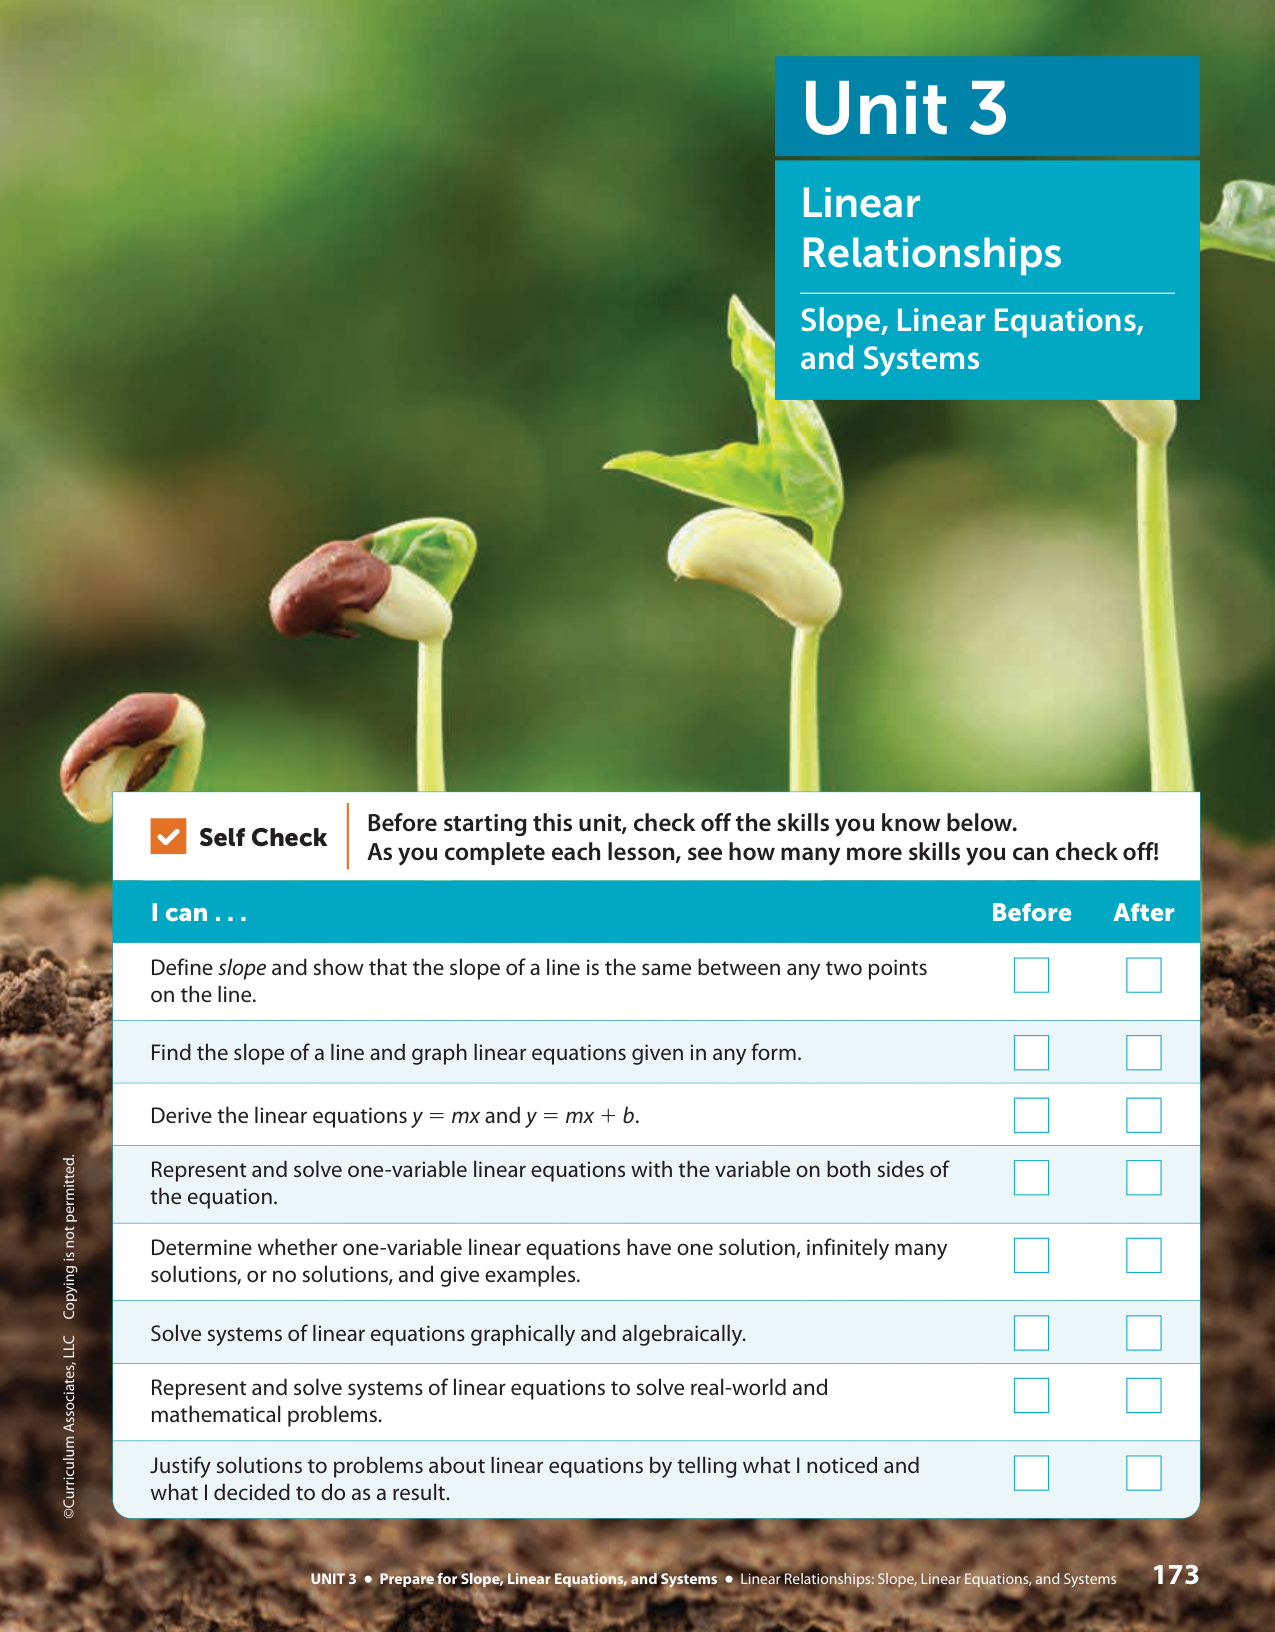 Unit 3
Linear
Relationships
Slope, Linear Equations,
and Systems
Self Check
Before starting this unit, check off the skills you know below.
As you complete each lesson, see how many more skills you can check off!
I can . . .
Before
After
Define slope and show that the slope of a line is the same between any two points
on the line.
Find the slope of a line and graph linear equations given in any form.
Derive the linear equations y = mx and y = mx + b.
Represent and solve one-variable linear equations with the variable on both sides of
the equation.
Determine whether one-variable linear equations have one solution, infinitely many
solutions, or no solutions, and give examples.
Solve systems of linear equations graphically and algebraically.
Represent and solve systems of linear equations to solve real-world and
mathematical problems.
Justify solutions to problems about linear equations by telling what I noticed and
what I decided to do as a result.
©Curriculum Associates, LLC Copying is not permitted.
UNIT 3 ● Prepare for Slope, Linear Equations, and Systems ● Linear Relationships: Slope, Linear Equations, and Systems 173